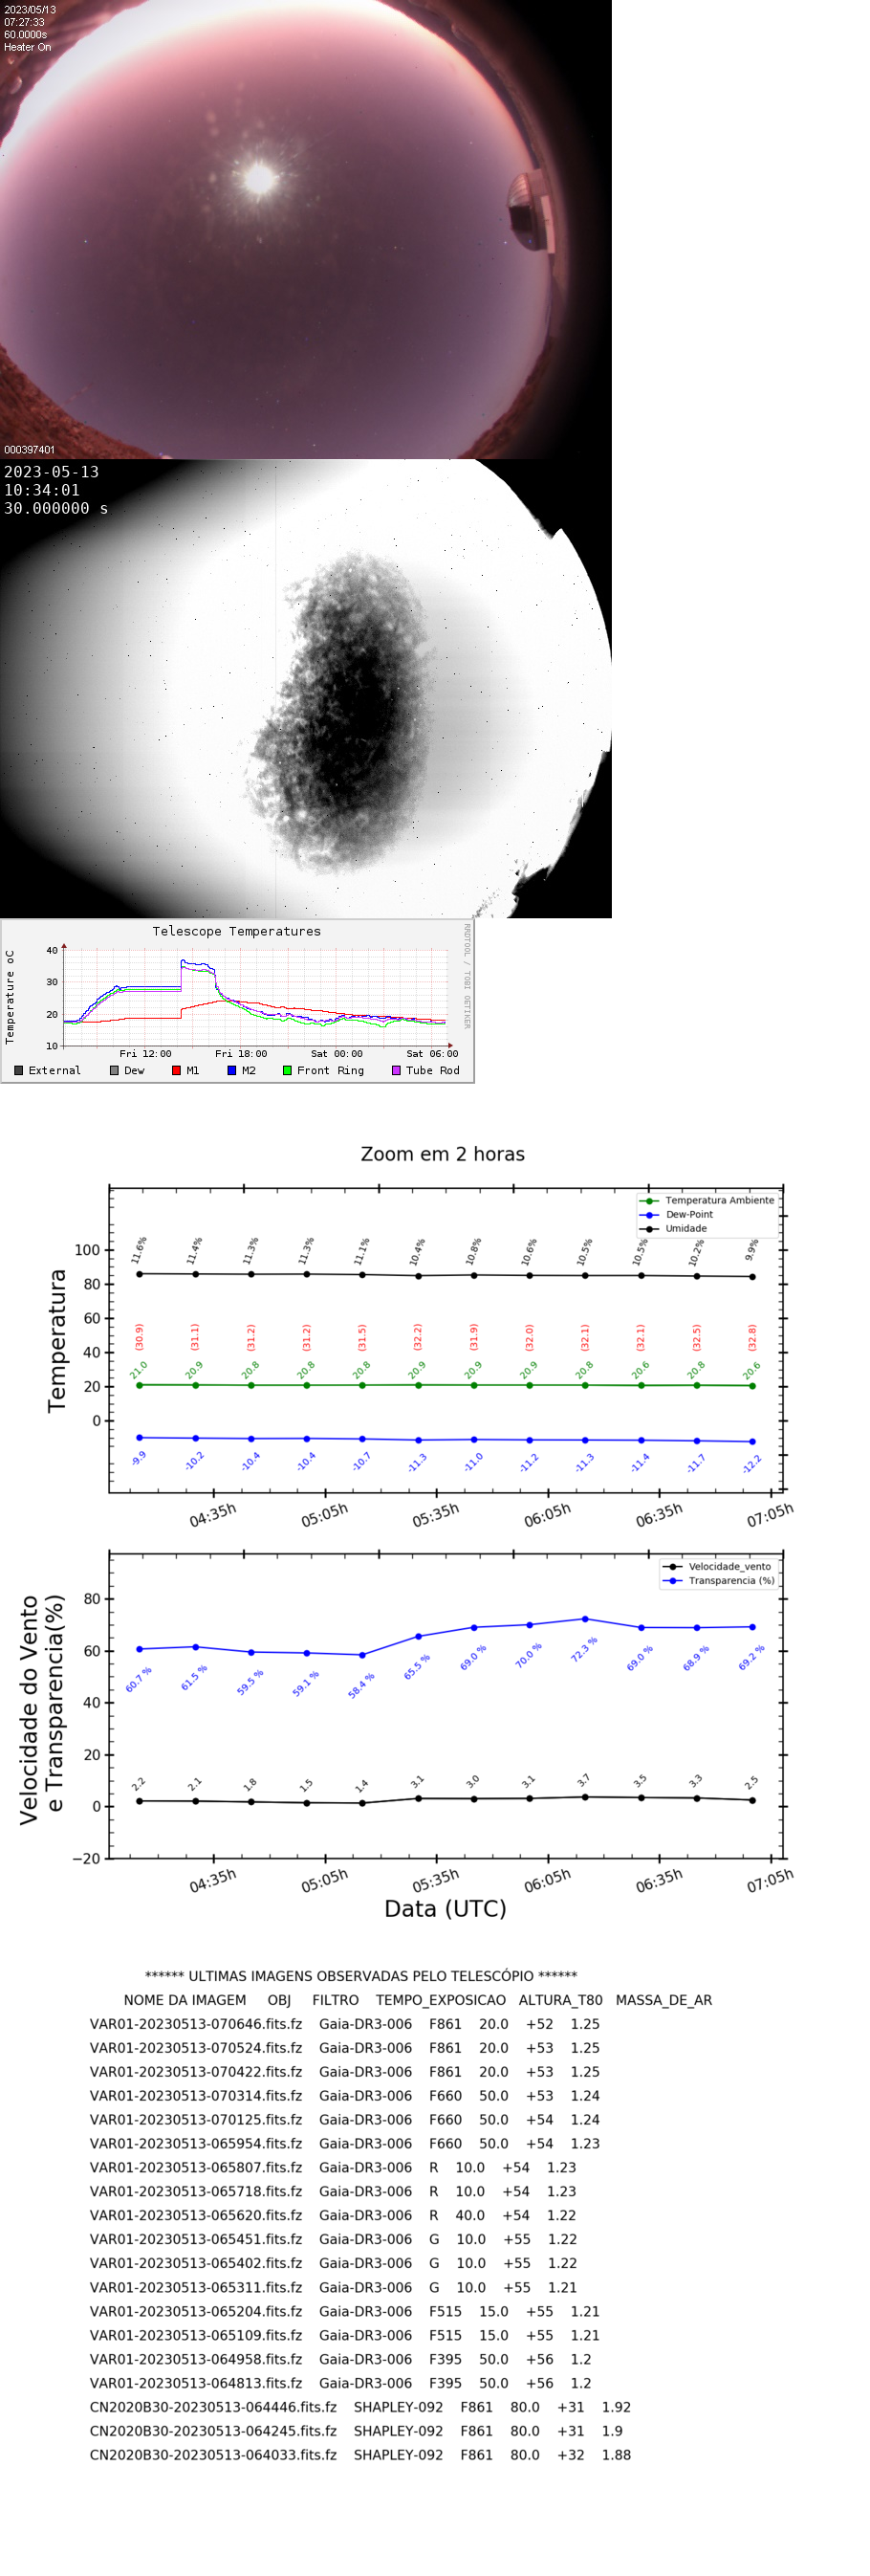 2023/05/13
07:27:33
60.0000s
Heater On
000397401
2023-05-13
10:34:01
30.000000 s
Telescope Temperatures
RRDTOOL / TOBI OETIKER
Temperature oC
40
30
20
10
Fri 12:00 Fri 18:00 Sat 00:00 Sat 06:00
External Dew M1 M2 Front Ring Tube Rod
Zoom em 2 horas
Temperatura Ambiente
Dew-Point
Umidade
11.6% 11.4% 11.3% 11.3% 11.1% 10.4% 10.8% 10.6% 10.5% 10.5% 10.2% 9.9%
100
80
60
40
20
0
Temperatura
(30.9) (31.1) (31.2) (31.2) (31.5) (32.2) (31.9) (32.0) (32.1) (32.1) (32.5) (32.8)
21.0 20.9 20.8 20.8 20.8 20.9 20.9 20.9 20.8 20.6 20.8 20.6
-9.9 -10.2 -10.4 -10.4 -10.7 -11.3 -11.0 -11.2 -11.3 -11.4 -11.7 -12.2
04:35h 05:05h 05:35h 06:05h 06:35h 07:05h
Velocidade_vento
Transparencia (%)
80
60
40
20
0
−20
Velocidade do Vento
e Transparencia(%)
60.7 % 61.5 % 59.5 % 59.1 % 58.4 % 65.5 % 69.0 % 70.0 % 72.3 % 69.0 % 68.9 % 69.2 %
2.2 2.1 1.8 1.5 1.4 3.1 3.0 3.1 3.7 3.5 3.3 2.5
04:35h 05:05h 05:35h 06:05h 06:35h 07:05h
Data (UTC)
****** ULTIMAS IMAGENS OBSERVADAS PELO TELESCÓPIO ******
NOME DA IMAGEM OBJ FILTRO TEMPO_EXPOSICAO ALTURA_T80 MASSA_DE_AR
VAR01-20230513-070646.fits.fz Gaia-DR3-006 F861 20.0 +52 1.25
VAR01-20230513-070524.fits.fz Gaia-DR3-006 F861 20.0 +53 1.25
VAR01-20230513-070422.fits.fz Gaia-DR3-006 F861 20.0 +53 1.25
VAR01-20230513-070314.fits.fz Gaia-DR3-006 F660 50.0 +53 1.24
VAR01-20230513-070125.fits.fz Gaia-DR3-006 F660 50.0 +54 1.24
VAR01-20230513-065954.fits.fz Gaia-DR3-006 F660 50.0 +54 1.23
VAR01-20230513-065807.fits.fz Gaia-DR3-006 R 10.0 +54 1.23
VAR01-20230513-065718.fits.fz Gaia-DR3-006 R 10.0 +54 1.23
VAR01-20230513-065620.fits.fz Gaia-DR3-006 R 40.0 +54 1.22
VAR01-20230513-065451.fits.fz Gaia-DR3-006 G 10.0 +55 1.22
VAR01-20230513-065402.fits.fz Gaia-DR3-006 G 10.0 +55 1.22
VAR01-20230513-065311.fits.fz Gaia-DR3-006 G 10.0 +55 1.21
VAR01-20230513-065204.fits.fz Gaia-DR3-006 F515 15.0 +55 1.21
VAR01-20230513-065109.fits.fz Gaia-DR3-006 F515 15.0 +55 1.21
VAR01-20230513-064958.fits.fz Gaia-DR3-006 F395 50.0 +56 1.2
VAR01-20230513-064813.fits.fz Gaia-DR3-006 F395 50.0 +56 1.2
CN2020B30-20230513-064446.fits.fz SHAPLEY-092 F861 80.0 +31 1.92
CN2020B30-20230513-064245.fits.fz SHAPLEY-092 F861 80.0 +31 1.9
CN2020B30-20230513-064033.fits.fz SHAPLEY-092 F861 80.0 +32 1.88